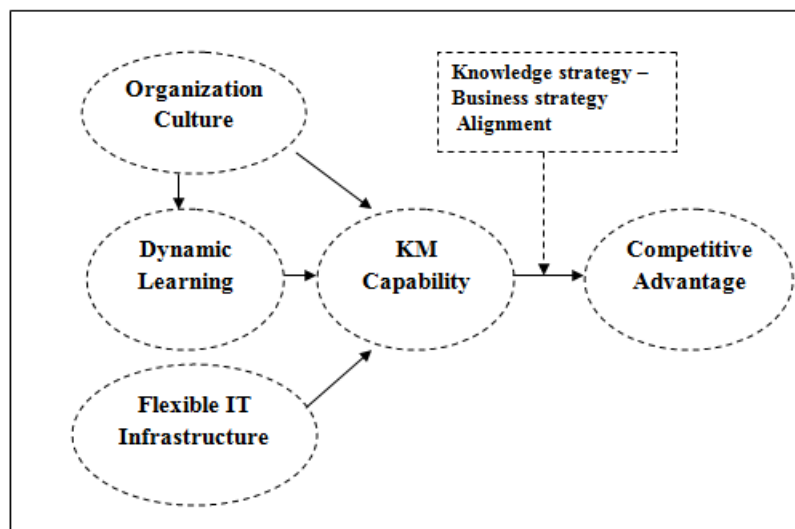 Organization
Culture
Knowledge strategy –
Business strategy
Alignment
Dynamic
Learning
KM
Capability
Competitive
Advantage
Flexible IT
Infrastructure